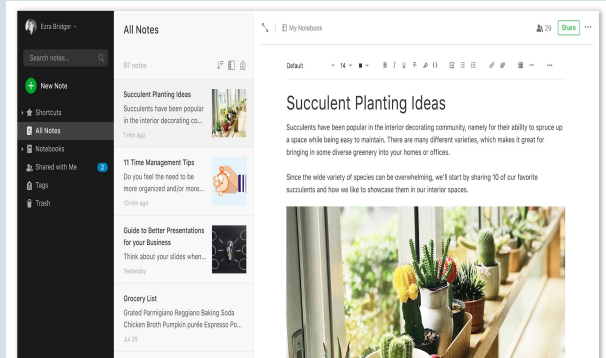 Ezra Bridger
Search notes...
New Note
Shortcuts
All Notes
Notebooks
Shared with Me 2
Tags
Trash
All Notes
97 notes
Succulent Planting Ideas
Succulents have been popular
in the interior decorating co...
1 min ago
11 Time Management Tips
Do you feel the need to be
more organized and/or more...
10 min ago
Guide to Better Presentations
for your Business
Think about your slides when...
Yesterday
Grocery List
Grated Parmigiano Reggiano Baking Soda
Chicken Broth Pumpkin purée Espresso Po...
Jul 25
My Notebook
29 Share
Default 14 B I U
Succulent Planting Ideas
Succulents have been popular in the interior decorating community, namely for their ability to spruce up
a space while being easy to maintain. There are many different varieties, which makes it great for
bringing in some diverse greenery into your homes or offices.
Since the wide variety of species can be overwhelming, we'll start by sharing 10 of our favorite
succulents and how we like to showcase them in our interior spaces.